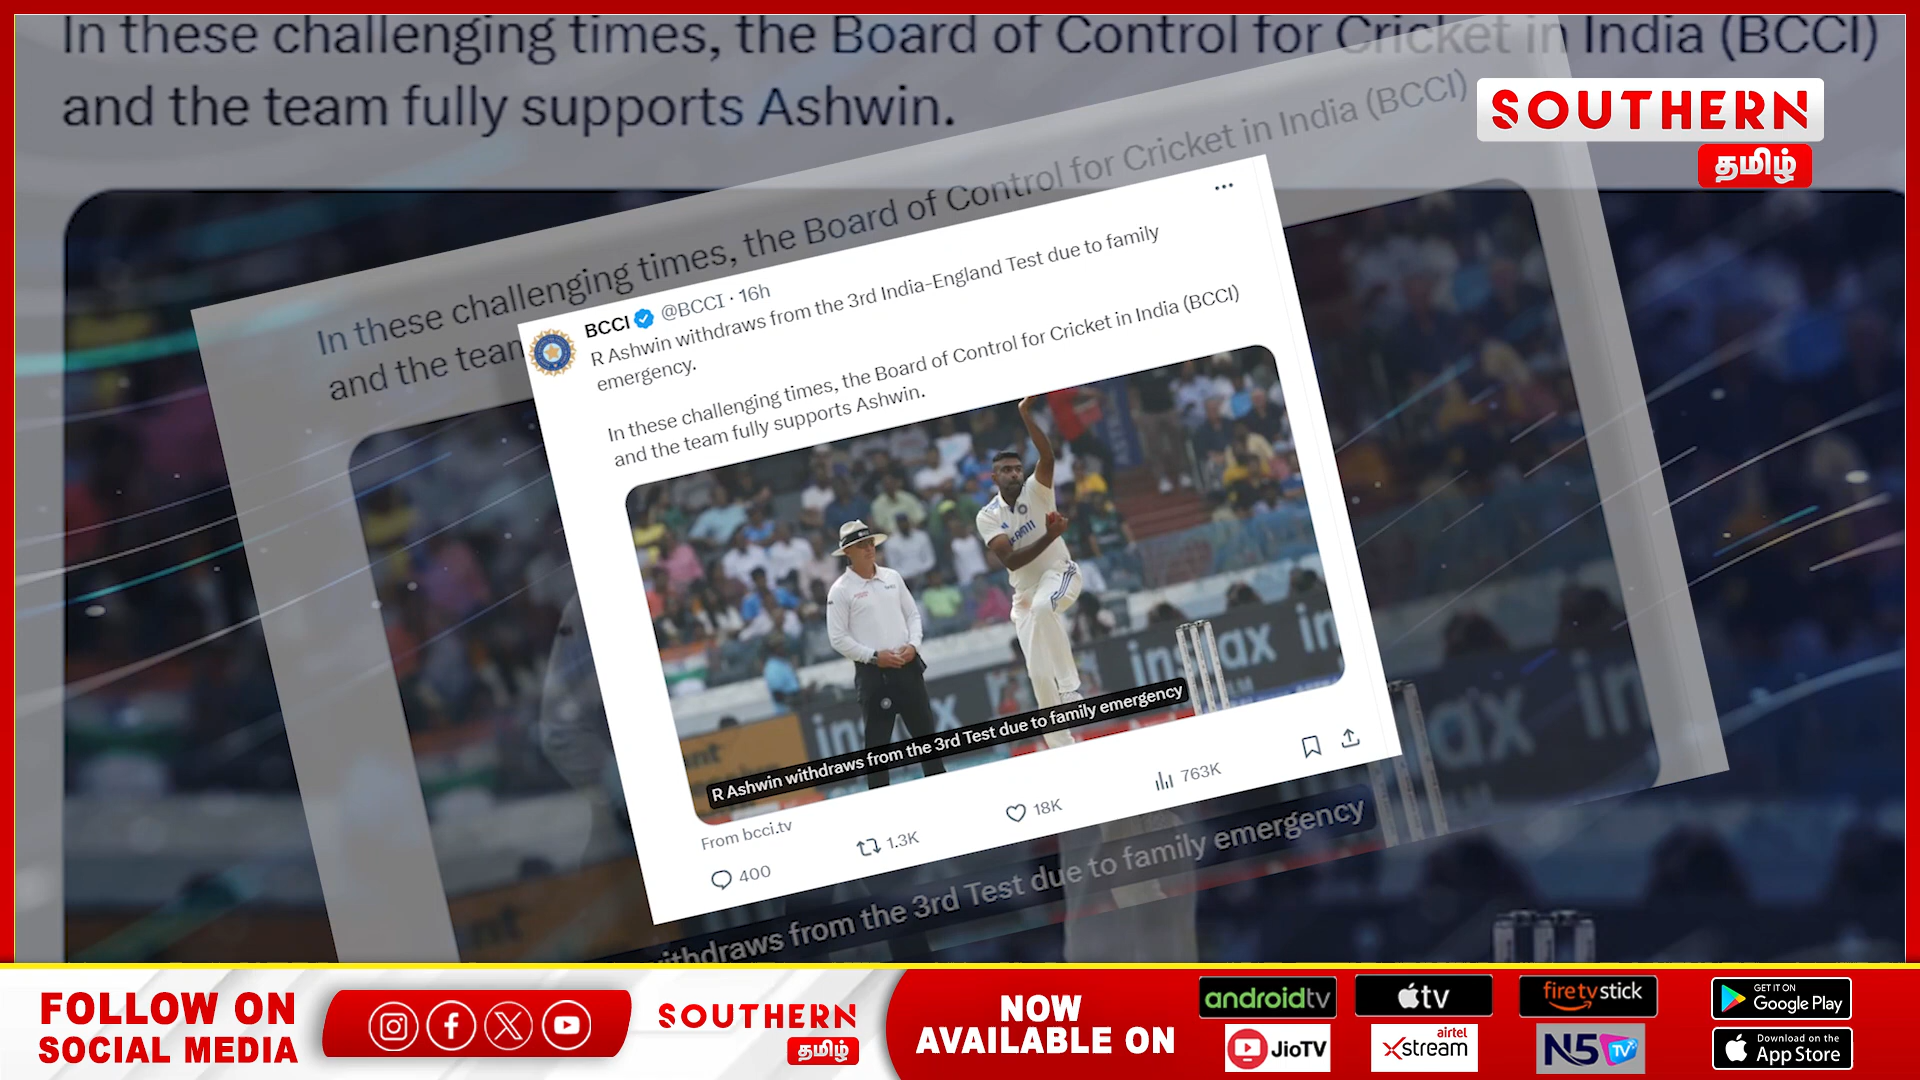 In these challenging times, the Board of Control for Cricket in India (BCCI)
and the team fully supports Ashwin.
SOUTHERN
தமிழ்
In these challenging times, the Board of Control for Cricket in India (BCCI)
and the team
BCCI @BCCI · 16h
R Ashwin withdraws from the 3rd India-England Test due to family
emergency.
In these challenging times, the Board of Control for Cricket in India (BCCI)
and the team fully supports Ashwin.
R Ashwin withdraws from the 3rd Test due to family emergency
From bcci.tv
400
1.3K
18K
763K
withdraws from the 3rd Test due to family emergency
FOLLOW ON
SOCIAL MEDIA
SOUTHERN
தமிழ்
NOW
AVAILABLE ON
androidtv
tv
firetvstick
GET IT ON
Google Play
JioTV
airtel
Xstream
N5 TV
Download on the
App Store